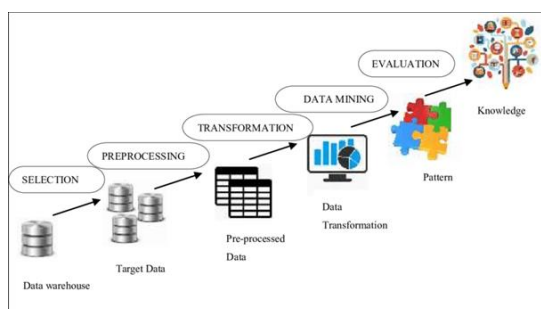 EVALUATION
Knowledge
DATA MINING
TRANSFORMATION
Pattern
PREPROCESSING
SELECTION
Data
Transformation
Pre-processed
Data
Target Data
Data warehouse